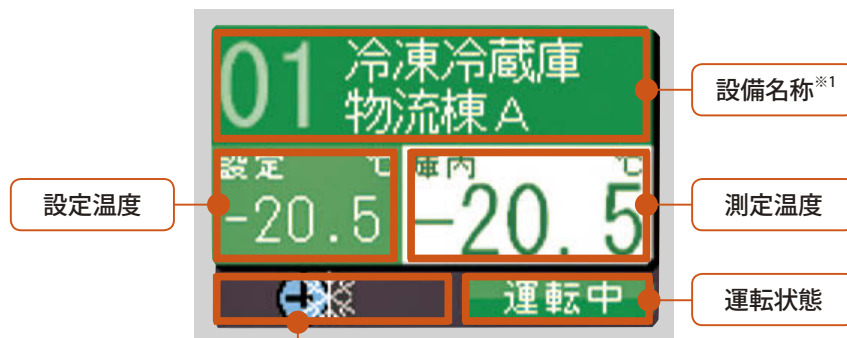 01 冷凍冷蔵庫
物流棟A
設備名称※1
設定 ℃
-20.5
庫内 ℃
-20.5
設定温度
測定温度
運転中
運転状態